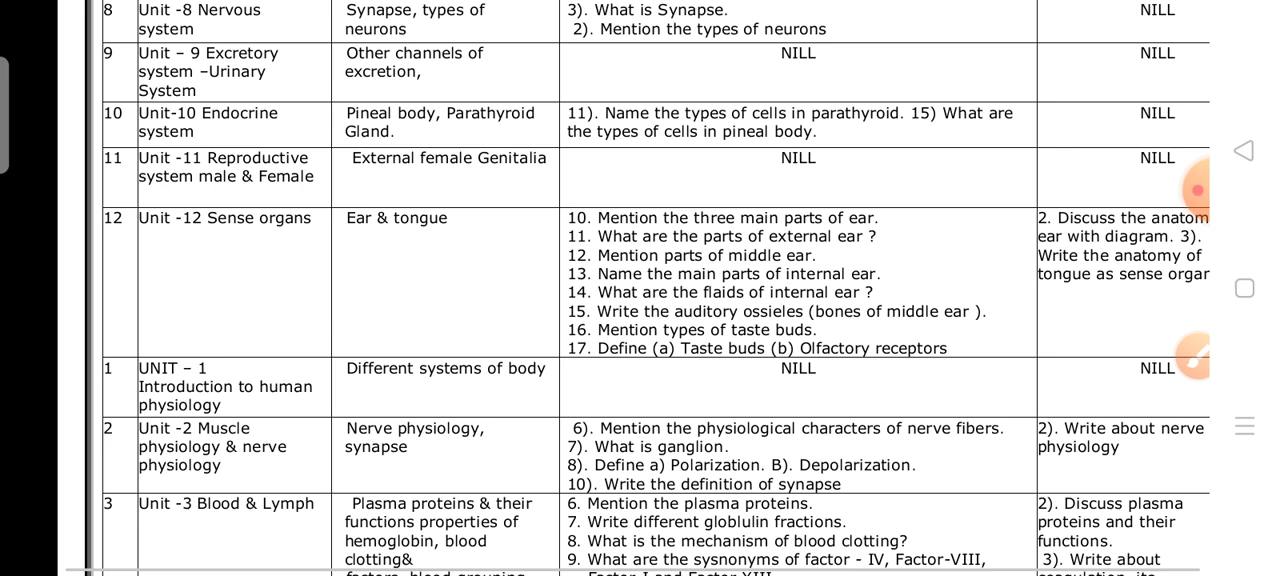 8
Unit -8 Nervous
system
Synapse, types of
neurons
3). What is Synapse.
2). Mention the types of neurons
NILL
9
Unit – 9 Excretory
system –Urinary
System
Other channels of
excretion,
NILL
NILL
10
Unit-10 Endocrine
system
Pineal body, Parathyroid
Gland.
11). Name the types of cells in parathyroid. 15) What are
the types of cells in pineal body.
NILL
11
Unit -11 Reproductive
system male & Female
External female Genitalia
NILL
NILL
12
Unit -12 Sense organs
Ear & tongue
10. Mention the three main parts of ear.
11. What are the parts of external ear ?
12. Mention parts of middle ear.
13. Name the main parts of internal ear.
14. What are the flaids of internal ear ?
15. Write the auditory ossieles (bones of middle ear ).
16. Mention types of taste buds.
17. Define (a) Taste buds (b) Olfactory receptors
2. Discuss the anatom
ear with diagram. 3).
Write the anatomy of
tongue as sense orgar
1
UNIT – 1
Introduction to human
physiology
Different systems of body
NILL
NILL
2
Unit -2 Muscle
physiology & nerve
physiology
Nerve physiology,
synapse
6). Mention the physiological characters of nerve fibers.
7). What is ganglion.
8). Define a) Polarization. B). Depolarization.
10). Write the definition of synapse
2). Write about nerve
physiology
3
Unit -3 Blood & Lymph
Plasma proteins & their
functions properties of
hemoglobin, blood
clotting&
6. Mention the plasma proteins.
7. Write different globlulin fractions.
8. What is the mechanism of blood clotting?
9. What are the sysnonyms of factor - IV, Factor-VIII,
2). Discuss plasma
proteins and their
functions.
3). Write about